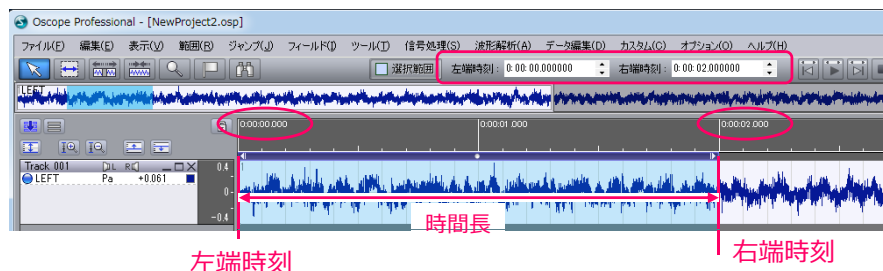 Oscope Professional - [NewProject2.osp]
ファイル(F) 編集(E) 表示(V) 範囲(R) ジャンプ(J) フィールド(I) ツール(T) 信号処理(S) 波形解析(A) データ編集(D) カスタム(C) オプション(O) ヘルプ(H)
選択範囲 左端時刻: 0:00:00.000000 右端時刻: 0:00:02.000000
LEFT
0:00:00.000 0:00:01.000 0:00:02.000
Track 001 L R
LEFT Pa +0.061
0.4
0
-0.4
時間長
左端時刻
右端時刻